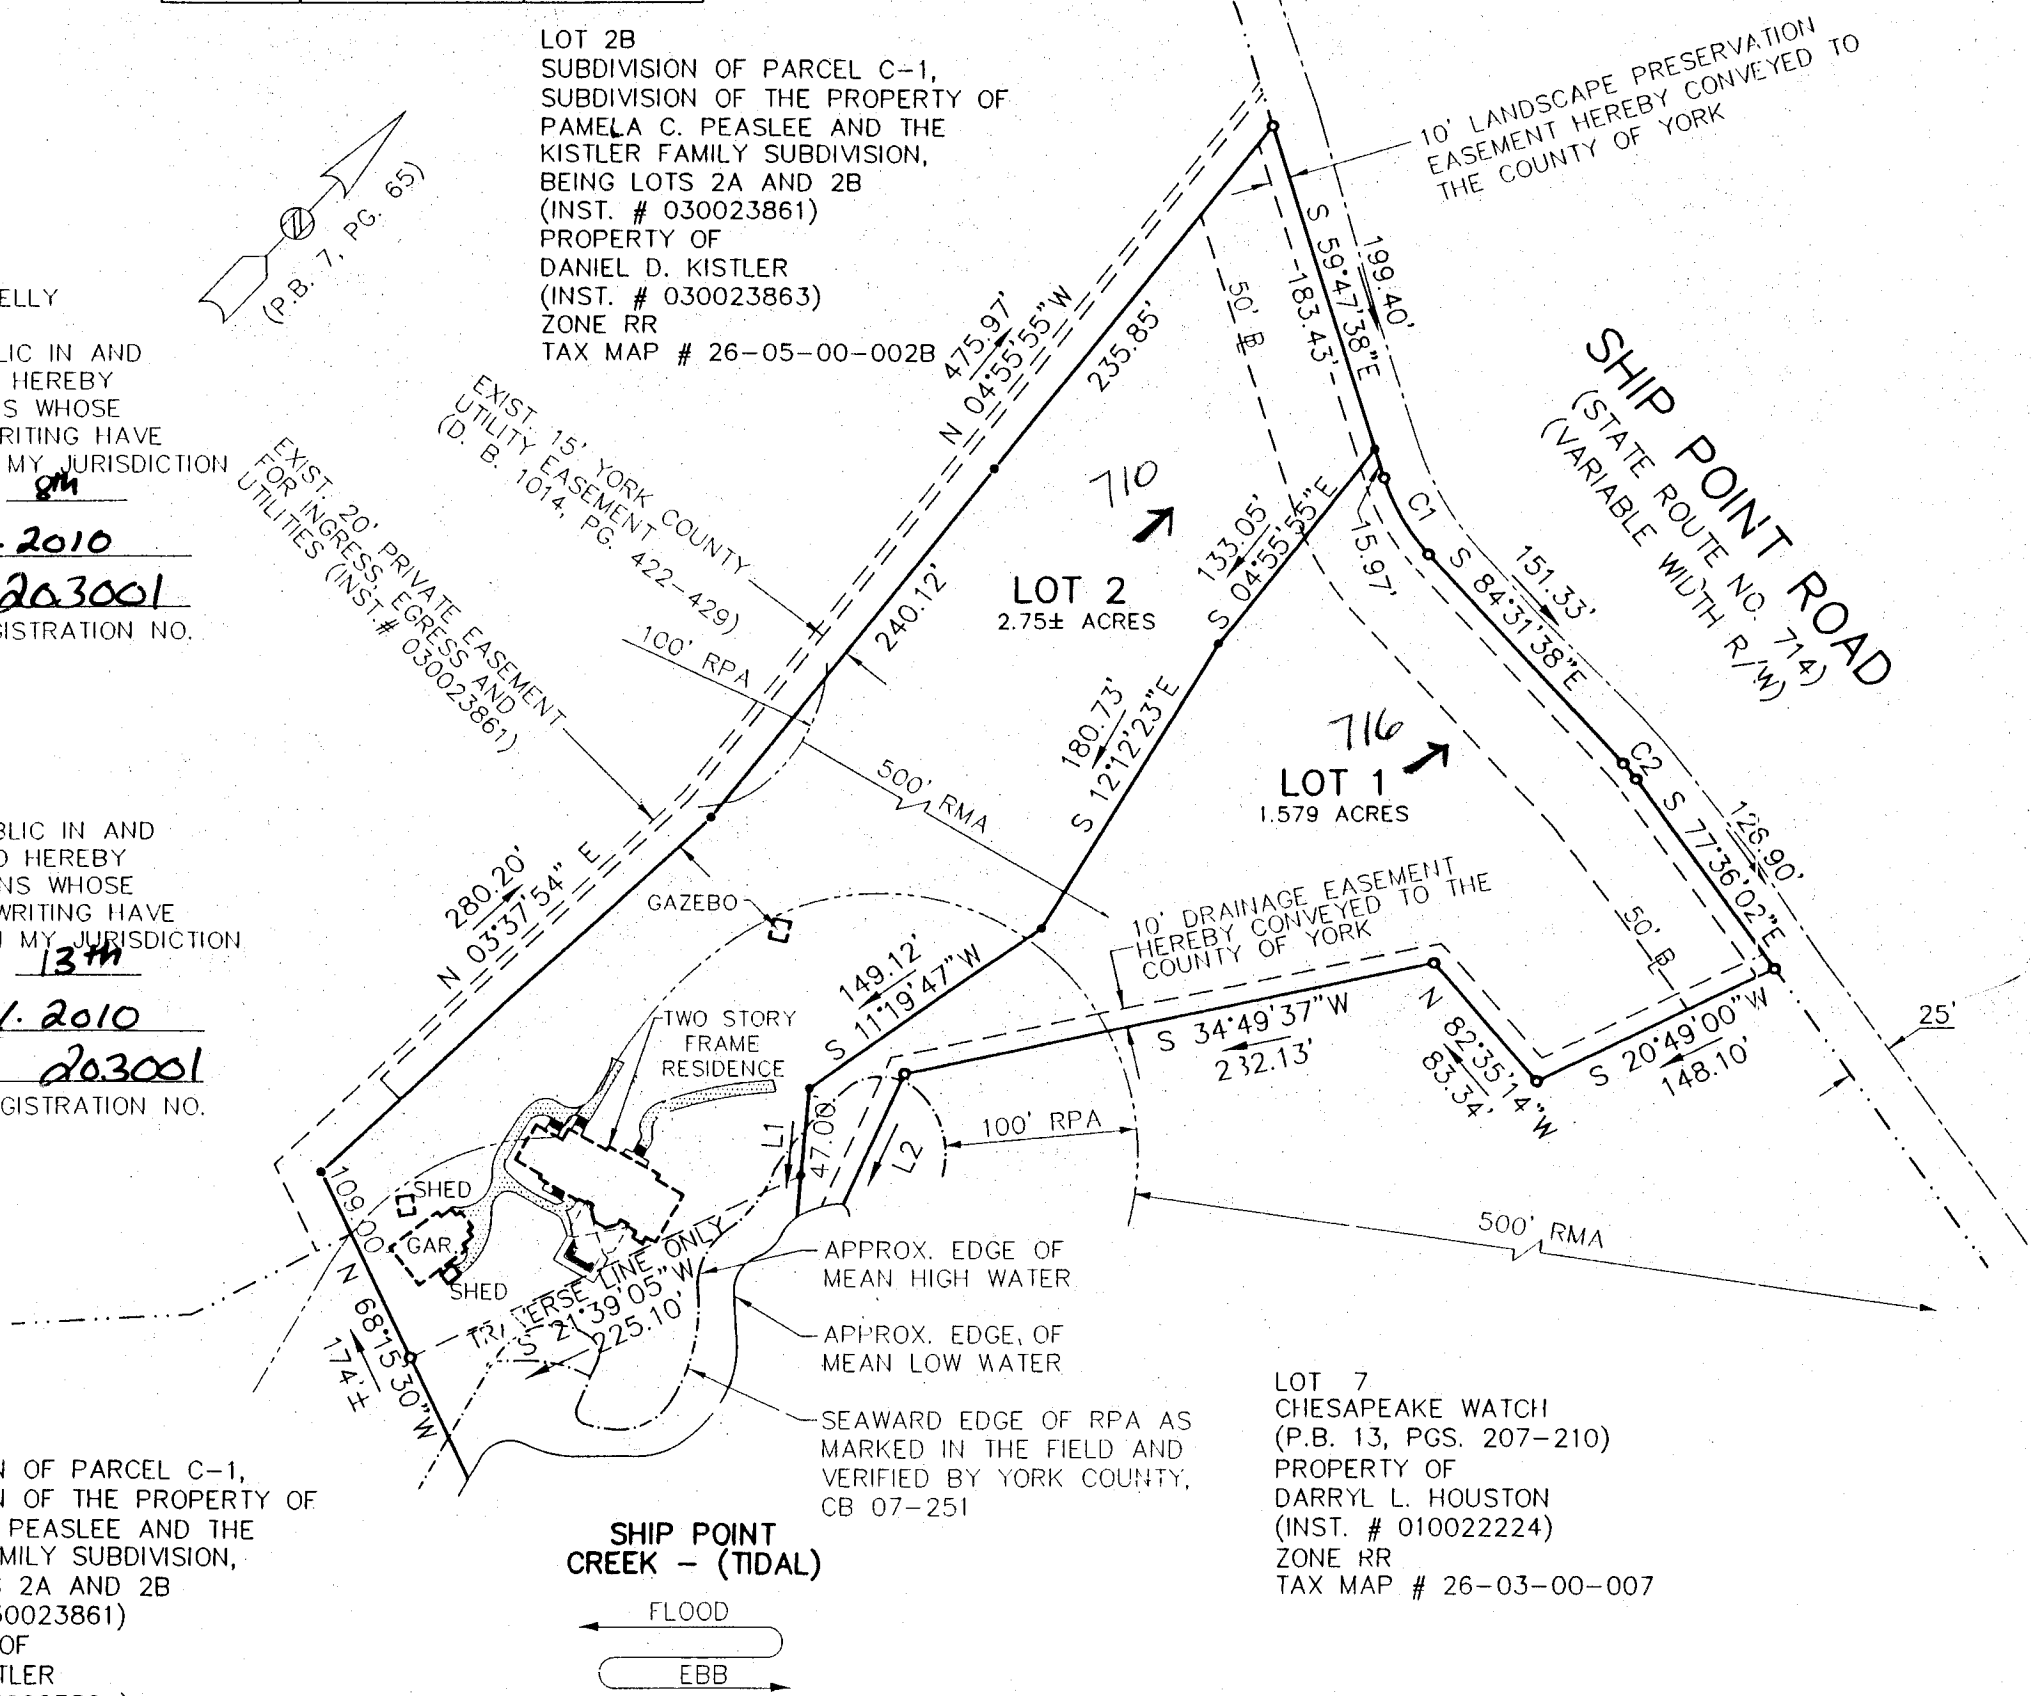 LOT 2B
SUBDIVISION OF PARCEL C-1,
SUBDIVISION OF THE PROPERTY OF
PAMELA C. PEASLEE AND THE
KISTLER FAMILY SUBDIVISION,
BEING LOTS 2A AND 2B
(INST. # 030023861)
PROPERTY OF
DANIEL D. KISTLER
(INST. # 030023863)
ZONE RR
TAX MAP # 26-05-00-002B
10' LANDSCAPE PRESERVATION
EASEMENT HEREBY CONVEYED TO
THE COUNTY OF YORK
N
(P.B. 7, PG. 65)
ELLY
LIC IN AND
HEREBY
S WHOSE
RITING HAVE
MY JURISDICTION
8th
2010
203001
GISTRATION NO.
EXIST. 15' YORK COUNTY
UTILITY EASEMENT
(D. B. 1014, PG. 422-429)
EXIST. 20' PRIVATE EASEMENT
FOR INGRESS, EGRESS AND
UTILITIES (INST.# 030023861)
475.97'
N 04°55'55"W
235.85'
240.12'
S 59°47'38"E
183.43'
199.40'
50' B
SHIP POINT ROAD
(STATE ROUTE NO. 714)
(VARIABLE WIDTH R/W)
710
LOT 2
2.75± ACRES
133.05'
S 04°55'55"E
15.97'
C1
151.33'
S 84°31'38"E
100' RPA
180.73'
S 12°12'23"E
716
LOT 1
1.579 ACRES
C2
126.90'
S 77°36'02"E
500' RMA
BLIC IN AND
O HEREBY
NS WHOSE
WRITING HAVE
N MY JURISDICTION
13th
2010
203001
GISTRATION NO.
280.20'
N 03°37'54" E
GAZEBO
10' DRAINAGE EASEMENT
HEREBY CONVEYED TO THE
COUNTY OF YORK
50' B
149.12'
S 11°19'47"W
TWO STORY
FRAME
RESIDENCE
S 34°49'37"W
232.13'
N 82°35'14"W
83.34'
S 20°49'00"W
148.10'
25'
L1
47.00'
L2
100' RPA
109.00'
SHED
GAR.
SHED
N 68°15'30"W
174'±
TRAVERSE LINE ONLY
S 21°39'05"W
225.10'
500' RMA
APPROX. EDGE OF
MEAN HIGH WATER
APPROX. EDGE OF
MEAN LOW WATER
SEAWARD EDGE OF RPA AS
MARKED IN THE FIELD AND
VERIFIED BY YORK COUNTY,
CB 07-251
LOT 7
CHESAPEAKE WATCH
(P.B. 13, PGS. 207-210)
PROPERTY OF
DARRYL L. HOUSTON
(INST. # 010022224)
ZONE RR
TAX MAP # 26-03-00-007
N OF PARCEL C-1,
N OF THE PROPERTY OF
PEASLEE AND THE
MILY SUBDIVISION,
S 2A AND 2B
30023861)
OF
TLER
SHIP POINT
CREEK - (TIDAL)
FLOOD
EBB